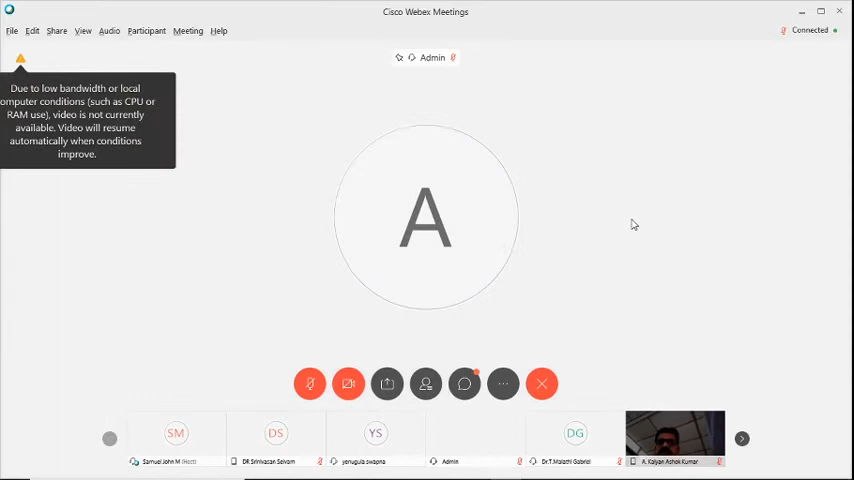 Cisco Webex Meetings
File Edit Share View Audio Participant Meeting Help
Connected
Admin
Due to low bandwidth or local
omputer conditions (such as CPU or
RAM use), video is not currently
available. Video will resume
automatically when conditions
improve.
A
SM
DS
YS
DG
Samuel John M (Host)
DR Srinivasan Selvam
yenugula swapna
Admin
Dr.T.Malathi Gabriel
A. Kalyan Ashok Kumar